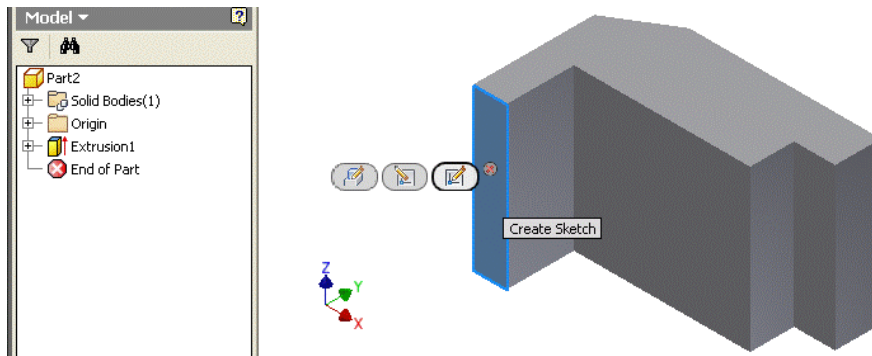 Model
Part2
Solid Bodies(1)
Origin
Extrusion1
End of Part
Create Sketch
Z
Y
X